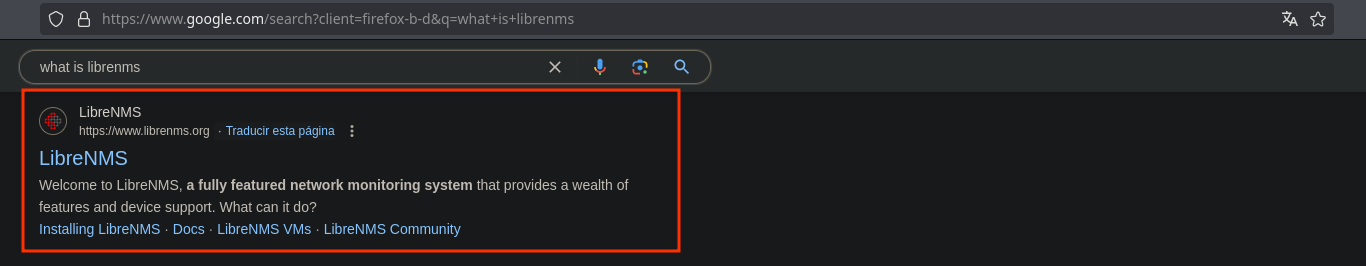 https://www.google.com/search?client=firefox-b-d&q=what+is+librenms
what is librenms
LibreNMS
https://www.librenms.org · Traducir esta página
LibreNMS
Welcome to LibreNMS, a fully featured network monitoring system that provides a wealth of
features and device support. What can it do?
Installing LibreNMS · Docs · LibreNMS VMs · LibreNMS Community